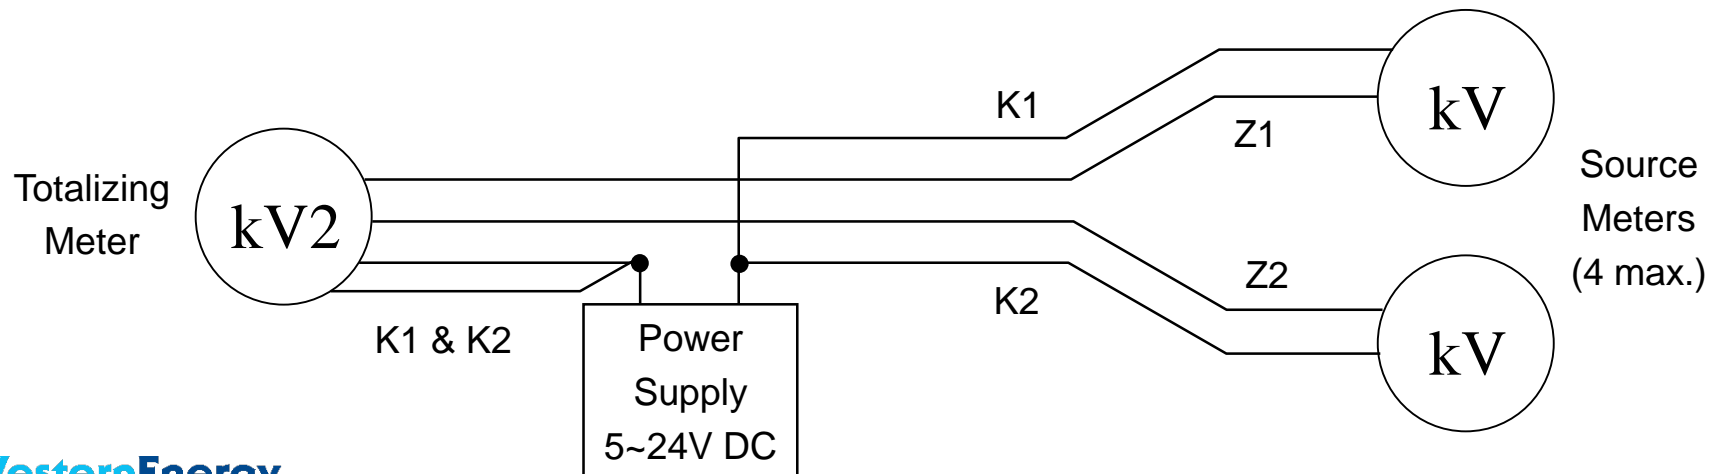 K1
kV
Z1
Source
Meters
(4 max.)
Totalizing
Meter
kV2
Z2
K2
kV
K1 & K2
Power
Supply
5~24V DC